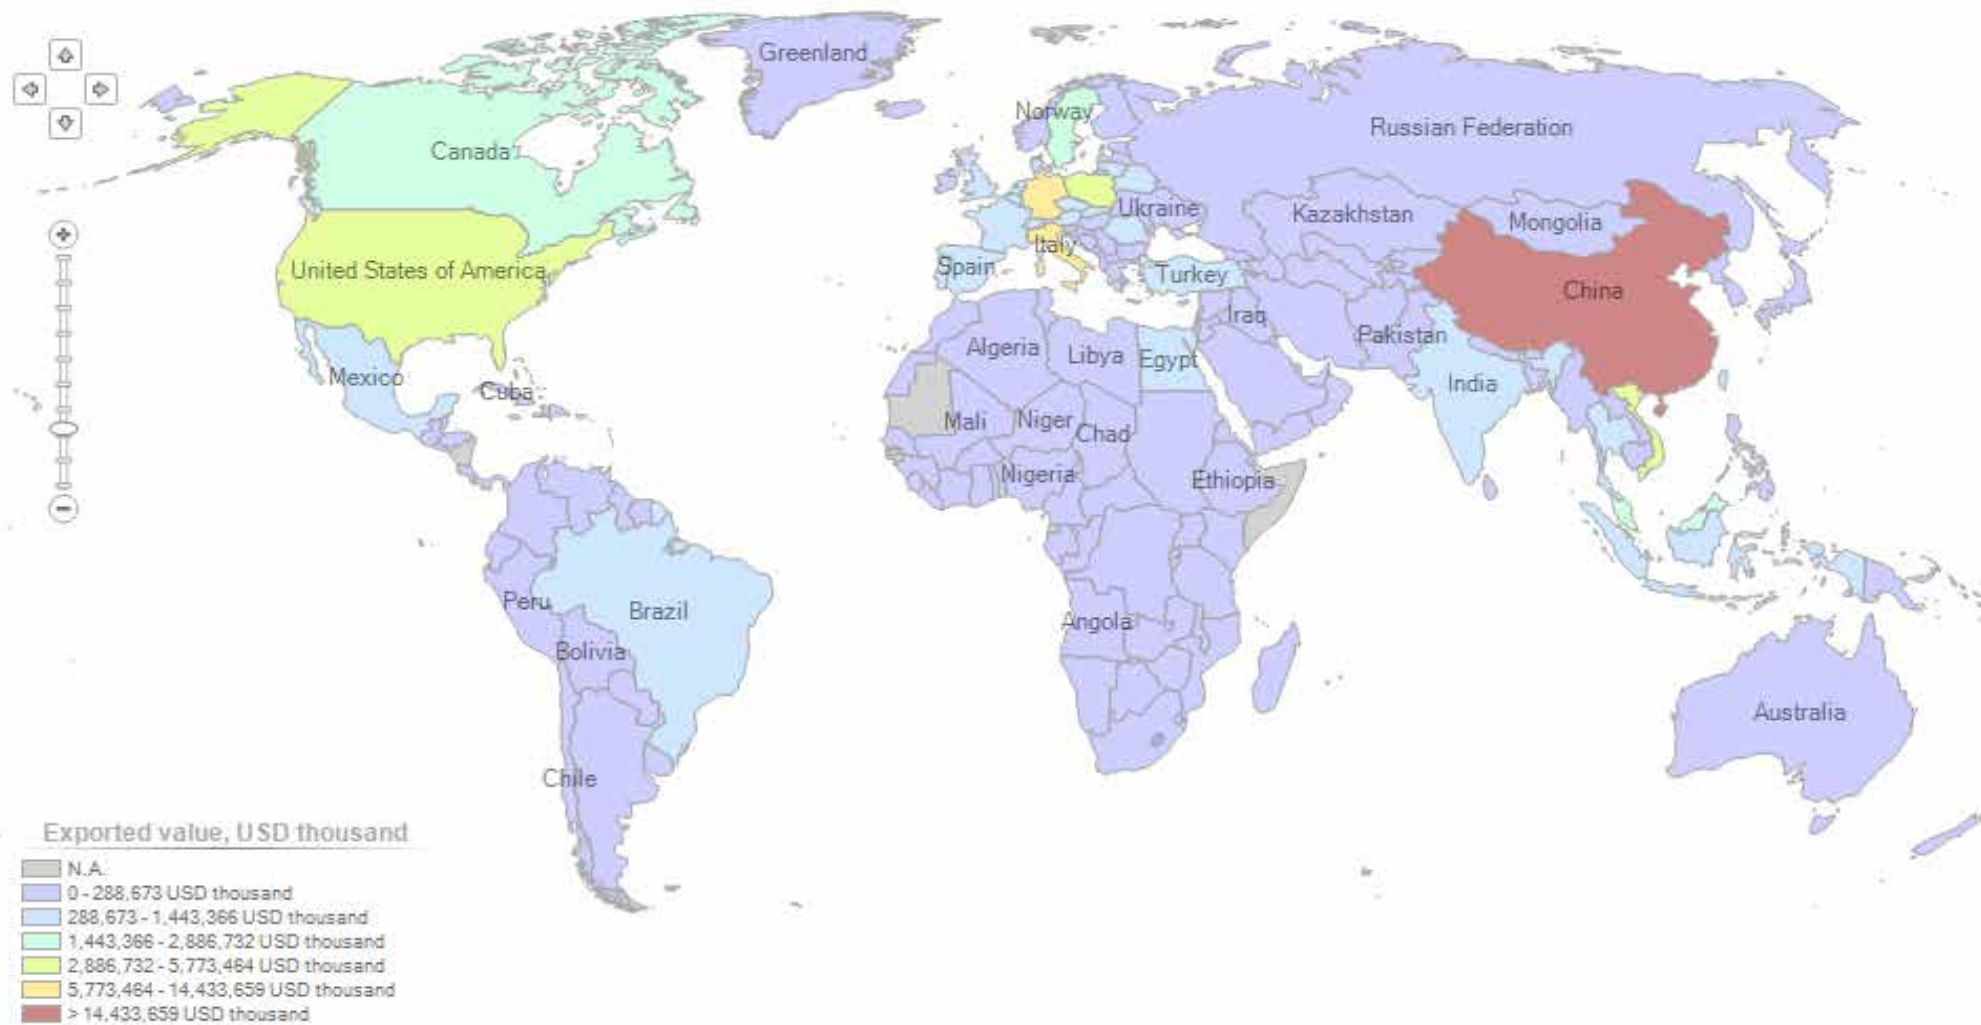 Greenland
Norway
Russian Federation
Canada
Ukraine
Kazakhstan
Mongolia
Italy
United States of America
Spain
Turkey
China
Iraq
Pakistan
Algeria
Libya
Egypt
Mexico
India
Cuba
Mali
Niger
Chad
Nigeria
Ethiopia
Peru
Brazil
Angola
Bolivia
Australia
Chile
Exported value, USD thousand
N.A.
0 - 288,673 USD thousand
288,673 - 1,443,366 USD thousand
1,443,366 - 2,886,732 USD thousand
2,886,732 - 5,773,464 USD thousand
5,773,464 - 14,433,659 USD thousand
> 14,433,659 USD thousand